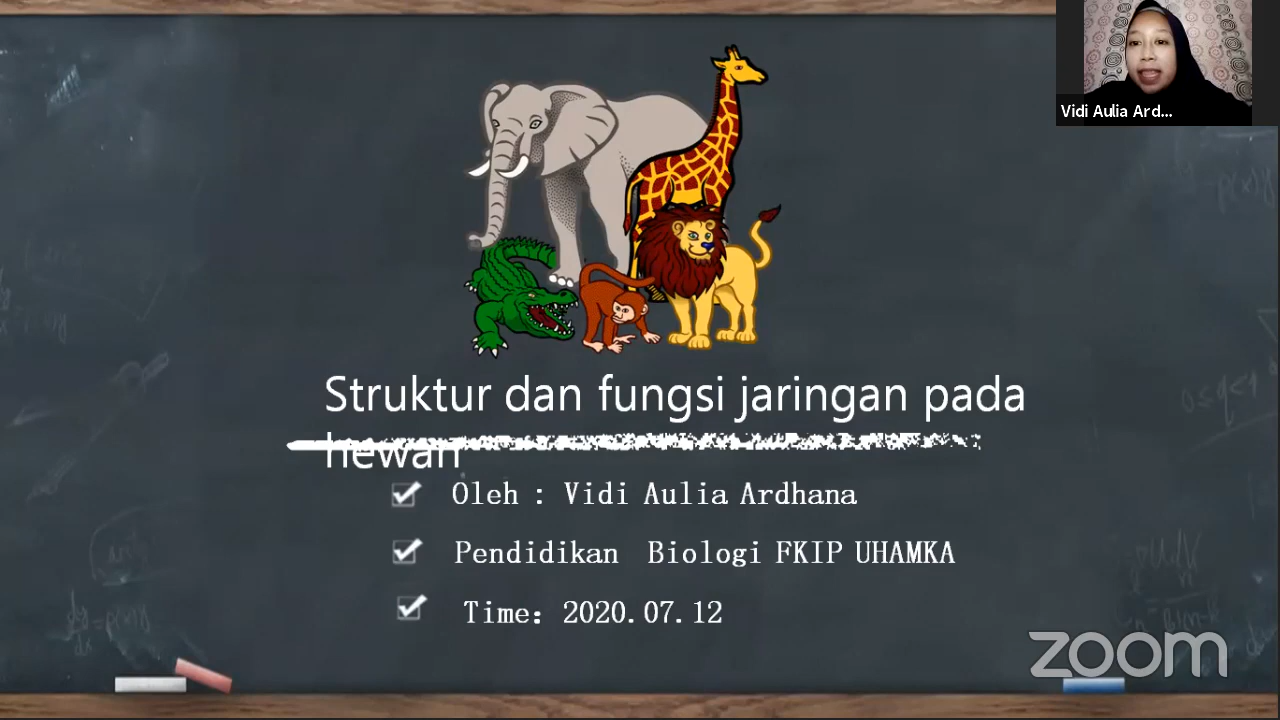 Vidi Aulia Ard...
Struktur dan fungsi jaringan pada
hewan
Oleh : Vidi Aulia Ardhana
Pendidikan Biologi FKIP UHAMKA
Time: 2020.07.12
zoom